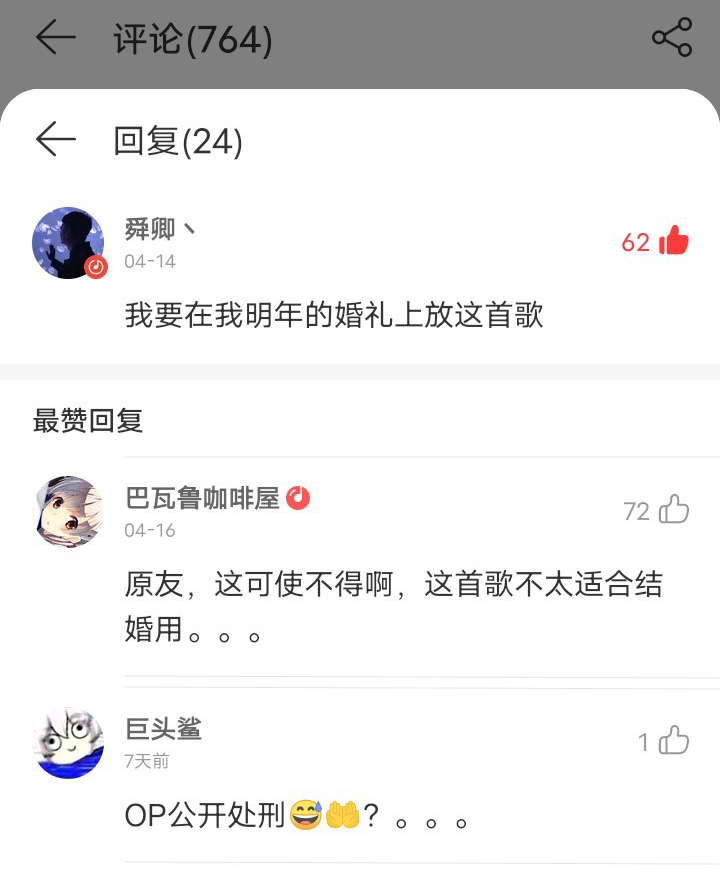 评论(764)
回复(24)
舜卿丶
04-14
62
我要在我明年的婚礼上放这首歌
最赞回复
巴瓦鲁咖啡屋
04-16
72
原友，这可使不得啊，这首歌不太适合结
婚用。。。
巨头鲨
7天前
1
OP公开处刑😅🤲？。。。